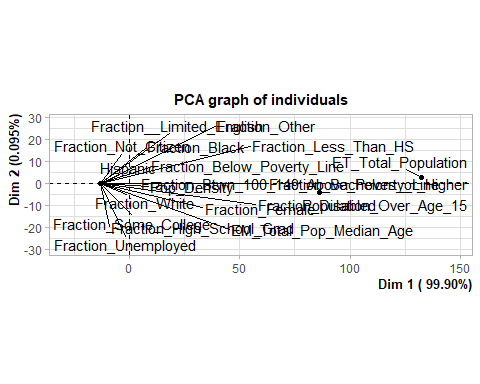 PCA graph of individuals
Dim 2 (0.095%)
30
20
10
0
-10
-20
-30
Fraction__Limited_English
Fraction_Other
Fraction_Not_Citizen
Fraction_Black
Fraction_Less_Than_HS
Hispanic
Fraction_Below_Poverty_Line
ET_Total_Population
Pop_Density
Fraction_White
Fraction_Female
Fraction_Disabled
Population_Over_Age_15
Fraction_Some_College
Fraction_High_School_Grad
EM_Total_Pop_Median_Age
Fraction_Unemployed
0
50
100
150
Dim 1 ( 99.90%)